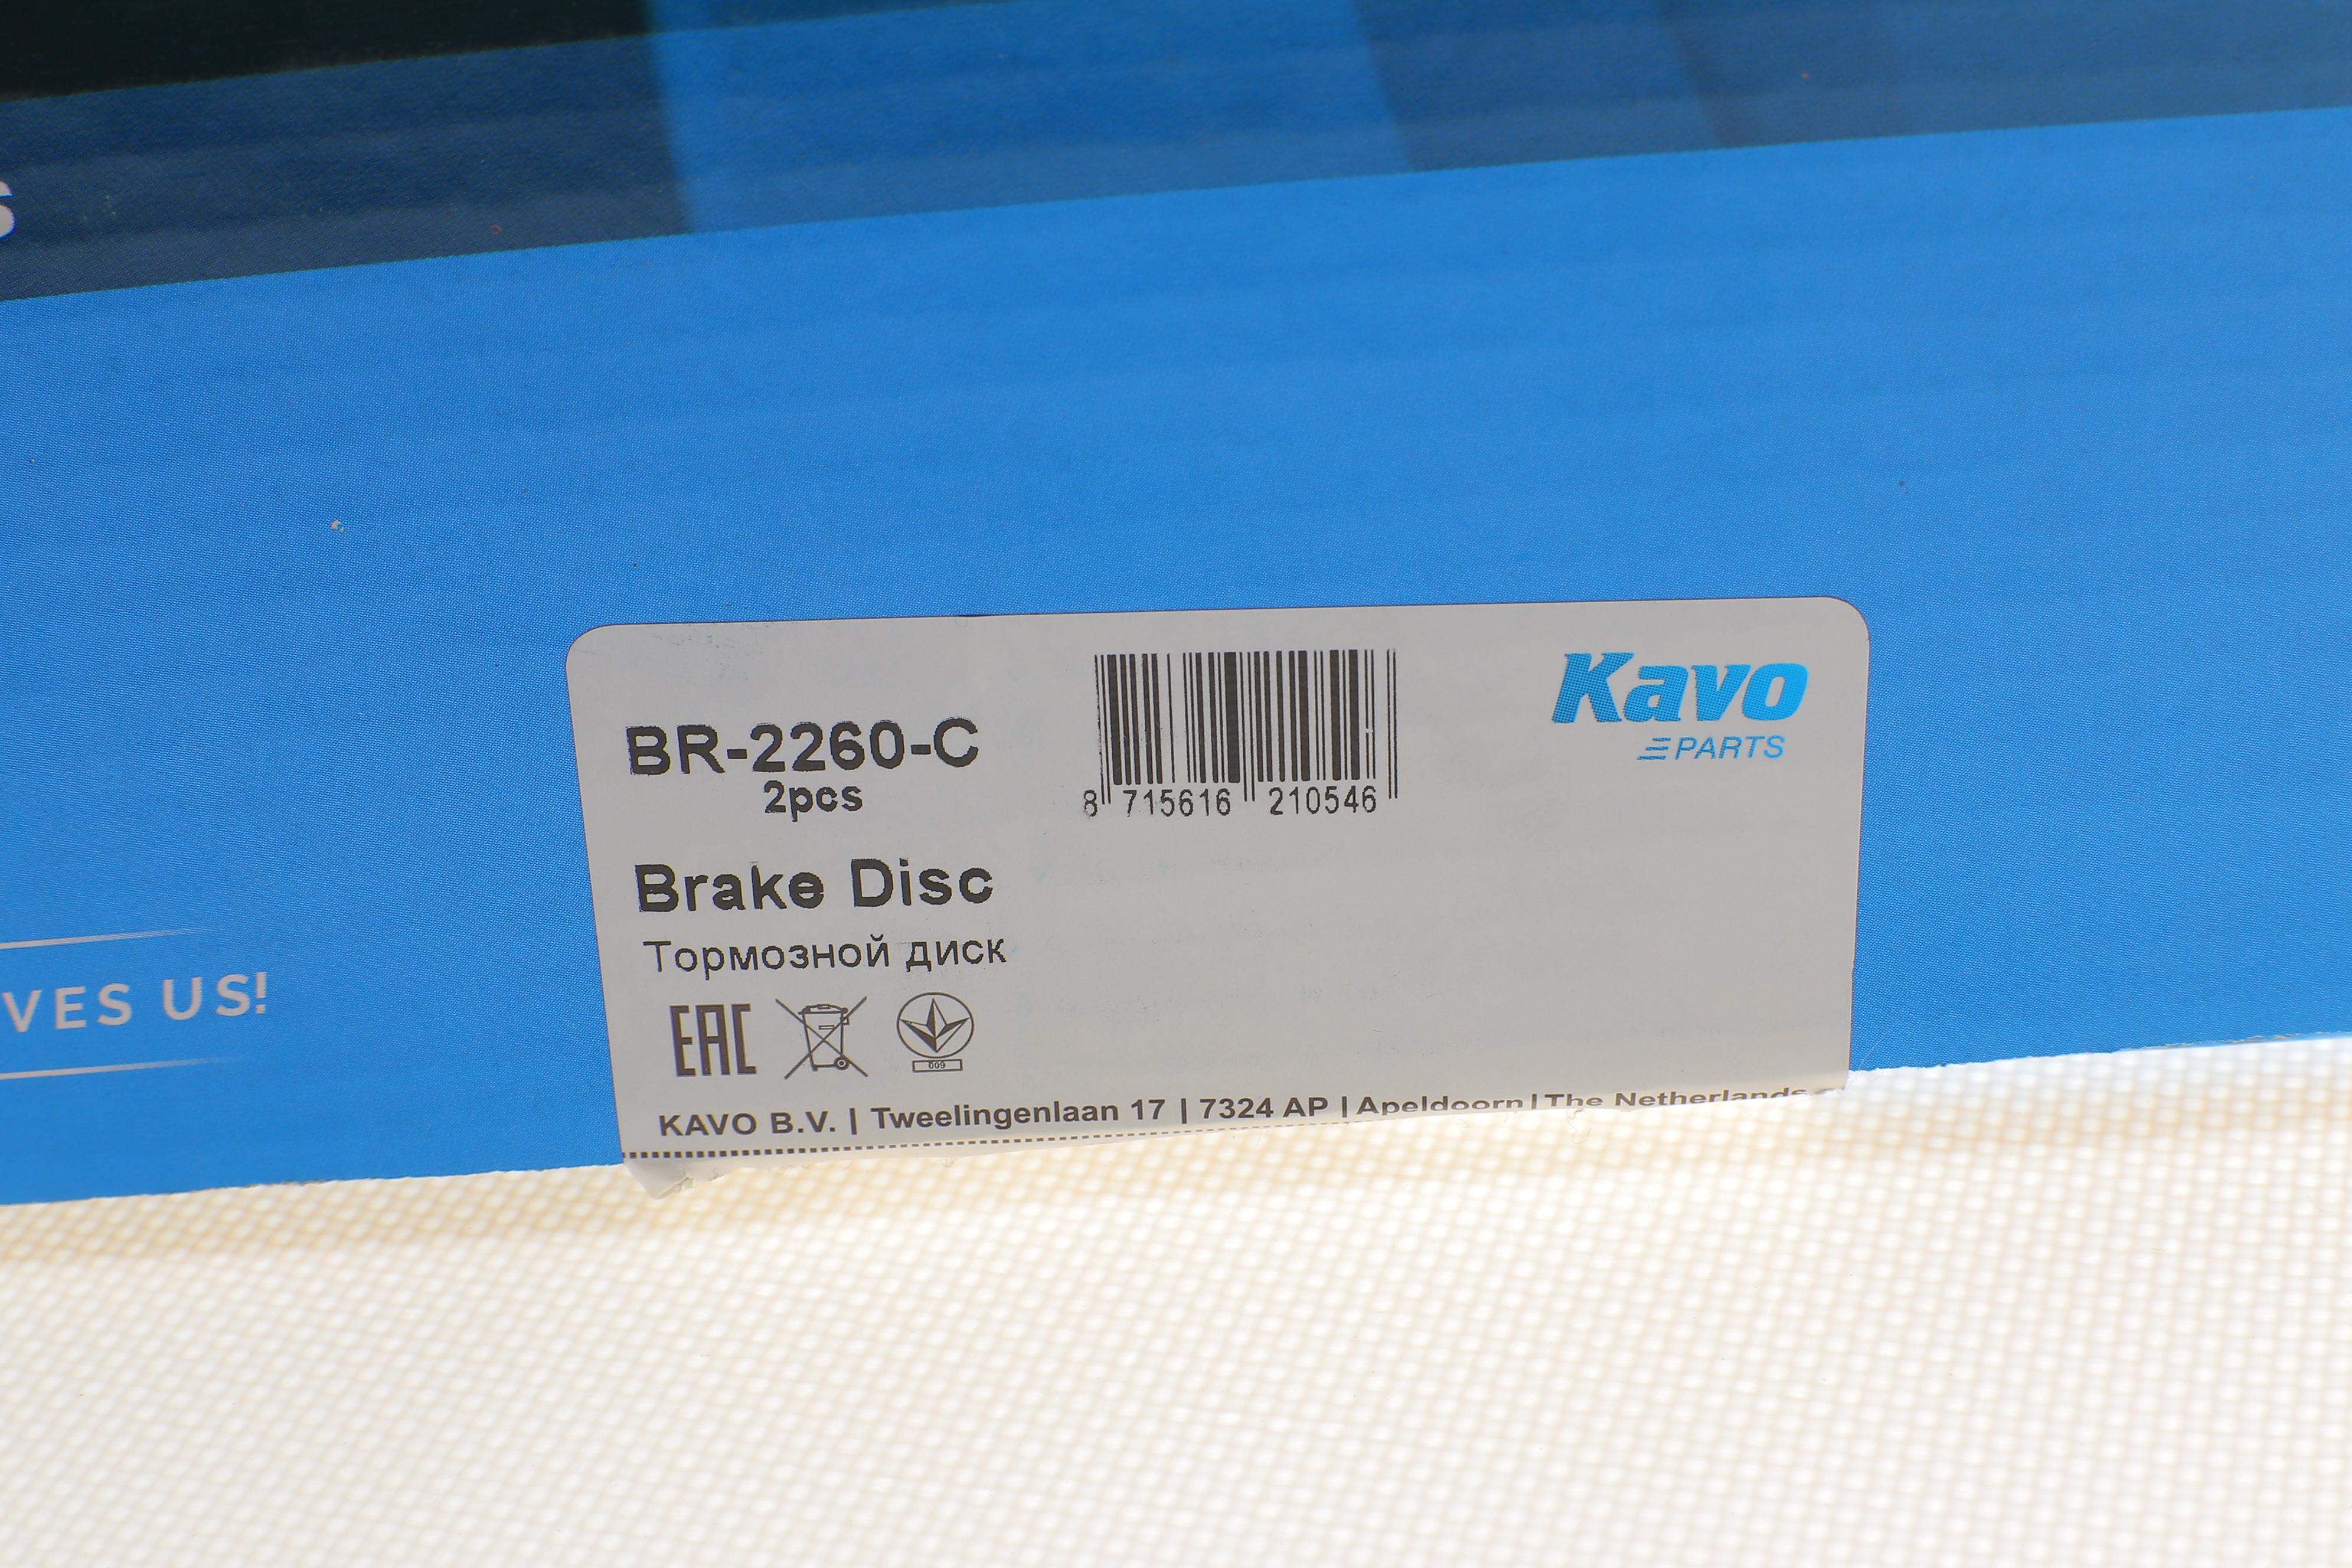 S
VES US!
BR-2260-C
2pcs
8 715616 210546
Kavo
PARTS
Brake Disc
Тормозной диск
EAC
009
KAVO B.V. | Tweelingenlaan 17 | 7324 AP | Apeldoorn | The Netherlands